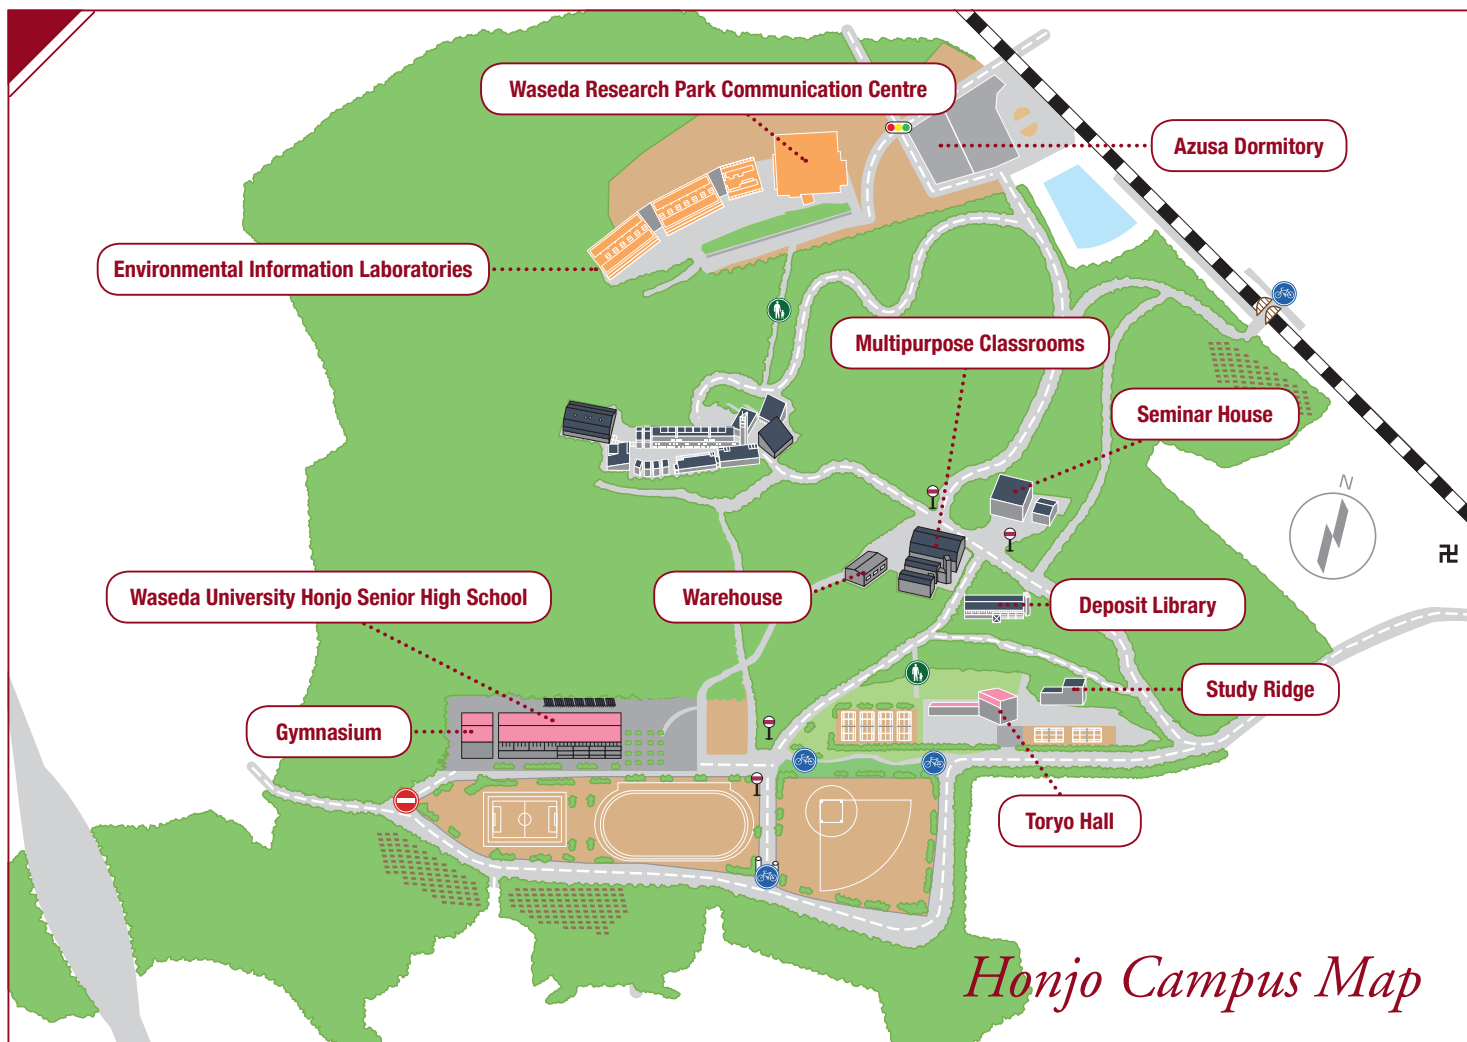 Waseda Research Park Communication Centre
Azusa Dormitory
Environmental Information Laboratories
Multipurpose Classrooms
Seminar House
N
卍
Waseda University Honjo Senior High School
Warehouse
Deposit Library
Study Ridge
Gymnasium
Toryo Hall
Honjo Campus Map